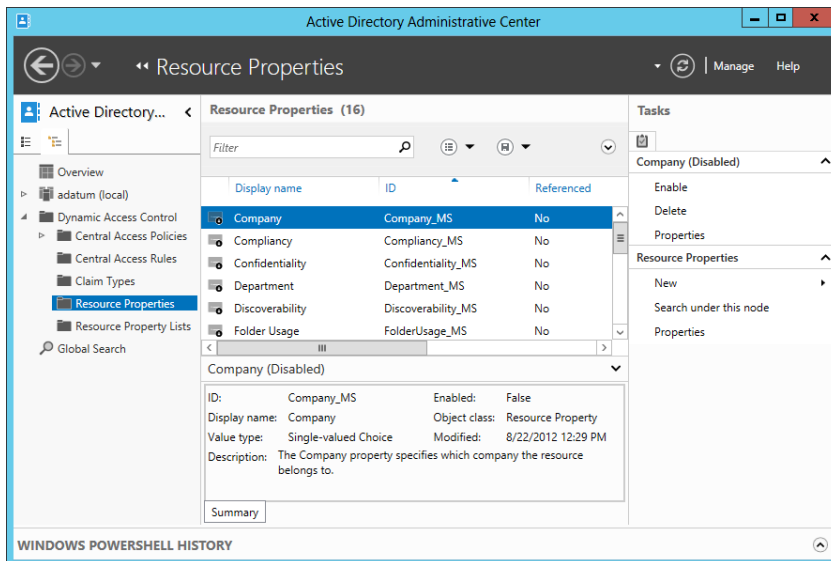 Active Directory Administrative Center
Resource Properties
Manage
Help
Active Directory...
Overview
adatum (local)
Dynamic Access Control
Central Access Policies
Central Access Rules
Claim Types
Resource Properties
Resource Property Lists
Global Search
Resource Properties (16)
Filter
Display name ID Referenced
Company Company_MS No
Compliancy Compliancy_MS No
Confidentiality Confidentiality_MS No
Department Department_MS No
Discoverability Discoverability_MS No
Folder Usage FolderUsage_MS No
Company (Disabled)
ID: Company_MS Enabled: False
Display name: Company Object class: Resource Property
Value type: Single-valued Choice Modified: 8/22/2012 12:29 PM
Description: The Company property specifies which company the resource
belongs to.
Summary
Tasks
Company (Disabled)
Enable
Delete
Properties
Resource Properties
New
Search under this node
Properties
WINDOWS POWERSHELL HISTORY